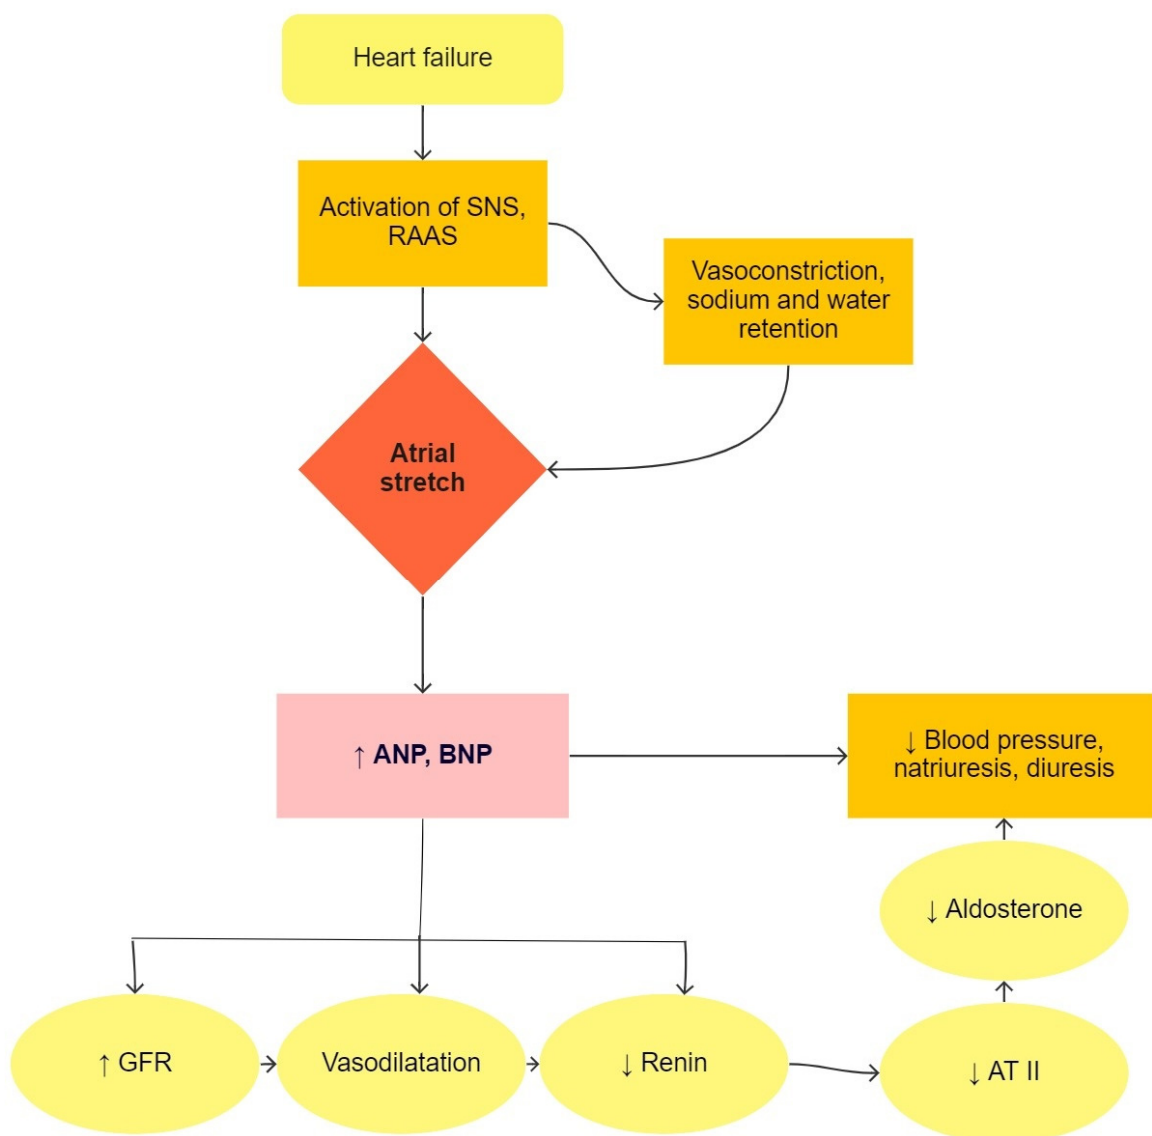 Heart failure
Activation of SNS,
RAAS
Vasoconstriction,
sodium and water
retention
Atrial
stretch
↑ ANP, BNP
↓ Blood pressure,
natriuresis, diuresis
↓ Aldosterone
↑ GFR
Vasodilatation
↓ Renin
↓ AT II